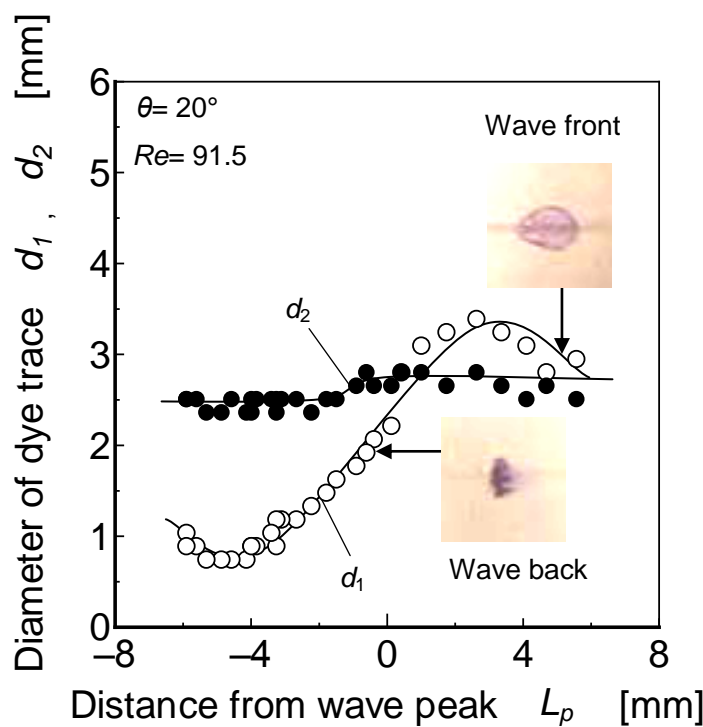 Diameter of dye trace d₁, d₂ [mm]
6
5
4
3
2
1
0
θ= 20°
Re= 91.5
Wave front
d₂
d₁
Wave back
–8 –4 0 4 8
Distance from wave peak Lₚ [mm]